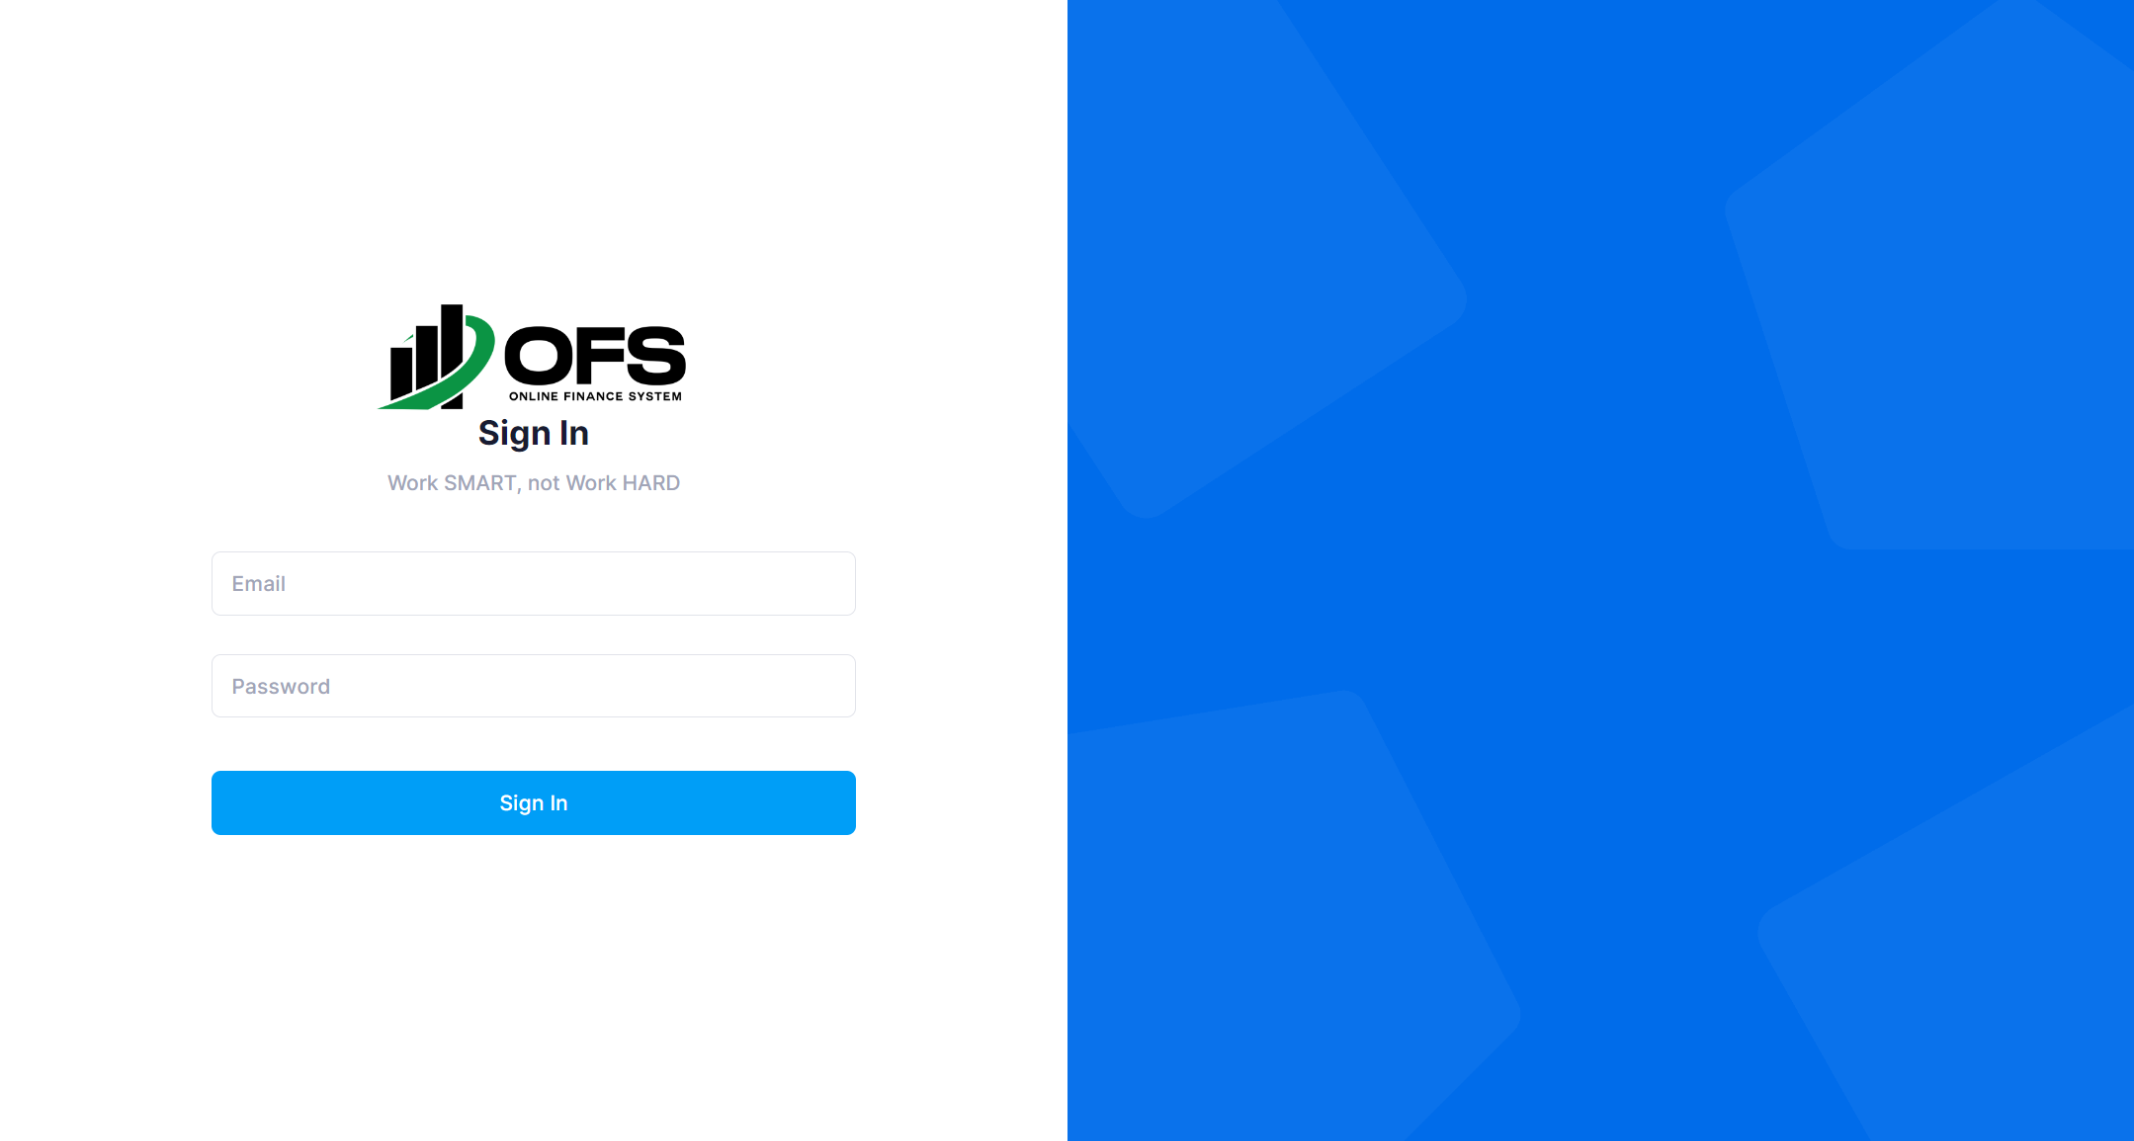 OFS
ONLINE FINANCE SYSTEM
Sign In
Work SMART, not Work HARD
Email
Password
Sign In